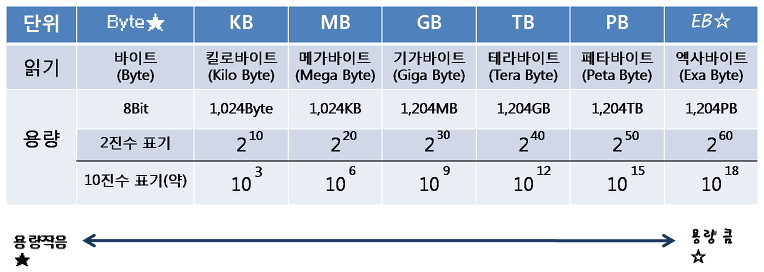 단위 Byte★ KB MB GB TB PB EB☆
읽기 바이트 (Byte) 킬로바이트 (Kilo Byte) 메가바이트 (Mega Byte) 기가바이트 (Giga Byte) 테라바이트 (Tera Byte) 페타바이트 (Peta Byte) 엑사바이트 (Exa Byte)
용량 8Bit 1,024Byte 1,024KB 1,204MB 1,204GB 1,204TB 1,204PB
2진수 표기 2^10 2^20 2^30 2^40 2^50 2^60
10진수 표기(약) 10^3 10^6 10^9 10^12 10^15 10^18
용량작음 용량 큼
★ ☆